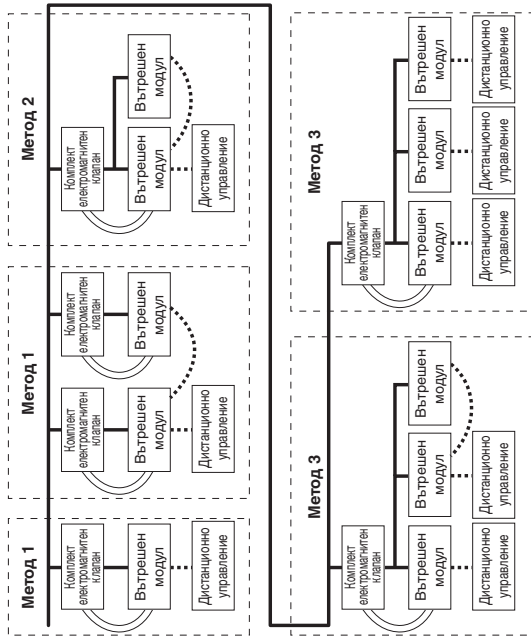 Метод 1
Комплект
електромагнитен
клапан
Вътрешен
модул
Дистанционно
управление
Метод 1
Комплект
електромагнитен
клапан
Вътрешен
модул
Дистанционно
управление
Комплект
електромагнитен
клапан
Вътрешен
модул
Метод 2
Комплект
електромагнитен
клапан
Вътрешен
модул
Дистанционно
управление
Вътрешен
модул
Метод 3
Комплект
електромагнитен
клапан
Вътрешен
модул
Дистанционно
управление
Вътрешен
модул
Дистанционно
управление
Вътрешен
модул
Метод 3
Комплект
електромагнитен
клапан
Вътрешен
модул
Дистанционно
управление
Вътрешен
модул
Дистанционно
управление
Вътрешен
модул
Дистанционно
управление